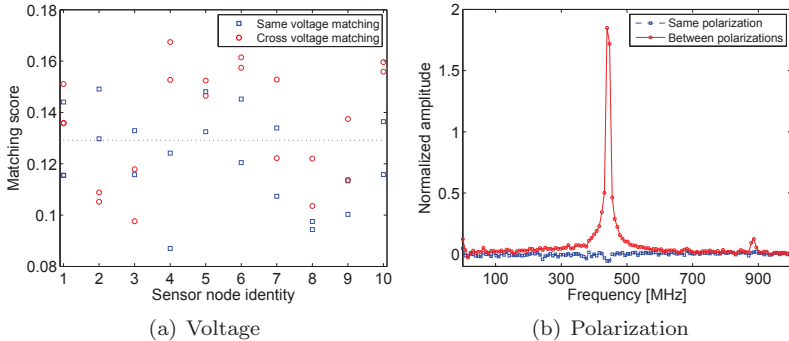 0.18
0.16
0.14
0.12
0.1
0.08
Matching score
Same voltage matching
Cross voltage matching
1 2 3 4 5 6 7 8 9 10
Sensor node identity
(a) Voltage
2
1.5
1
0.5
0
Normalized amplitude
Same polarization
Between polarizations
100 300 500 700 900
Frequency [MHz]
(b) Polarization